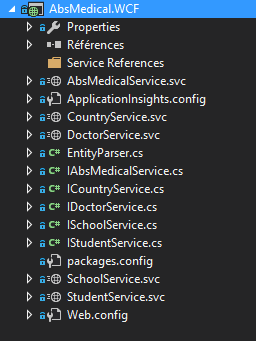 AbsMedical.WCF
Properties
Références
Service References
AbsMedicalService.svc
ApplicationInsights.config
CountryService.svc
DoctorService.svc
C# EntityParser.cs
C# IAbsMedicalService.cs
C# ICountryService.cs
C# IDoctorService.cs
C# ISchoolService.cs
C# IStudentService.cs
packages.config
SchoolService.svc
StudentService.svc
Web.config